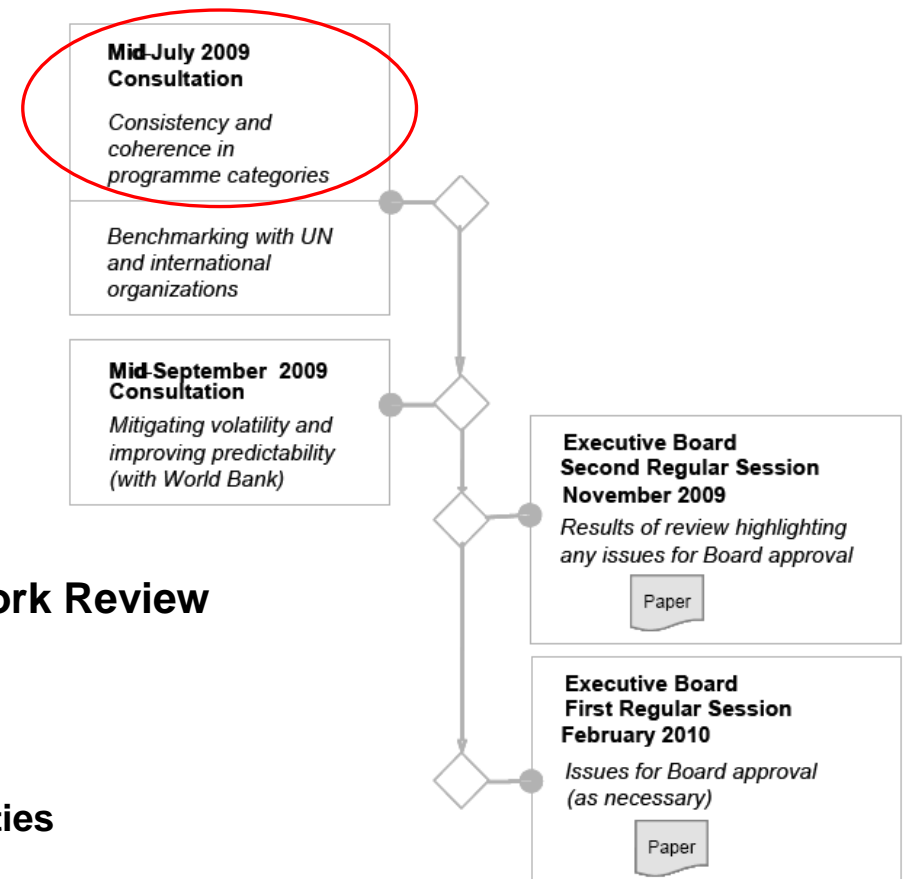 Mid-July 2009
Consultation
Consistency and
coherence in
programme categories
Benchmarking with UN
and international
organizations
Mid-September 2009
Consultation
Mitigating volatility and
improving predictability
(with World Bank)
Executive Board
Second Regular Session
November 2009
Results of review highlighting
any issues for Board approval
Paper
Review
Executive Board
First Regular Session
February 2010
Issues for Board approval
(as necessary)
Paper